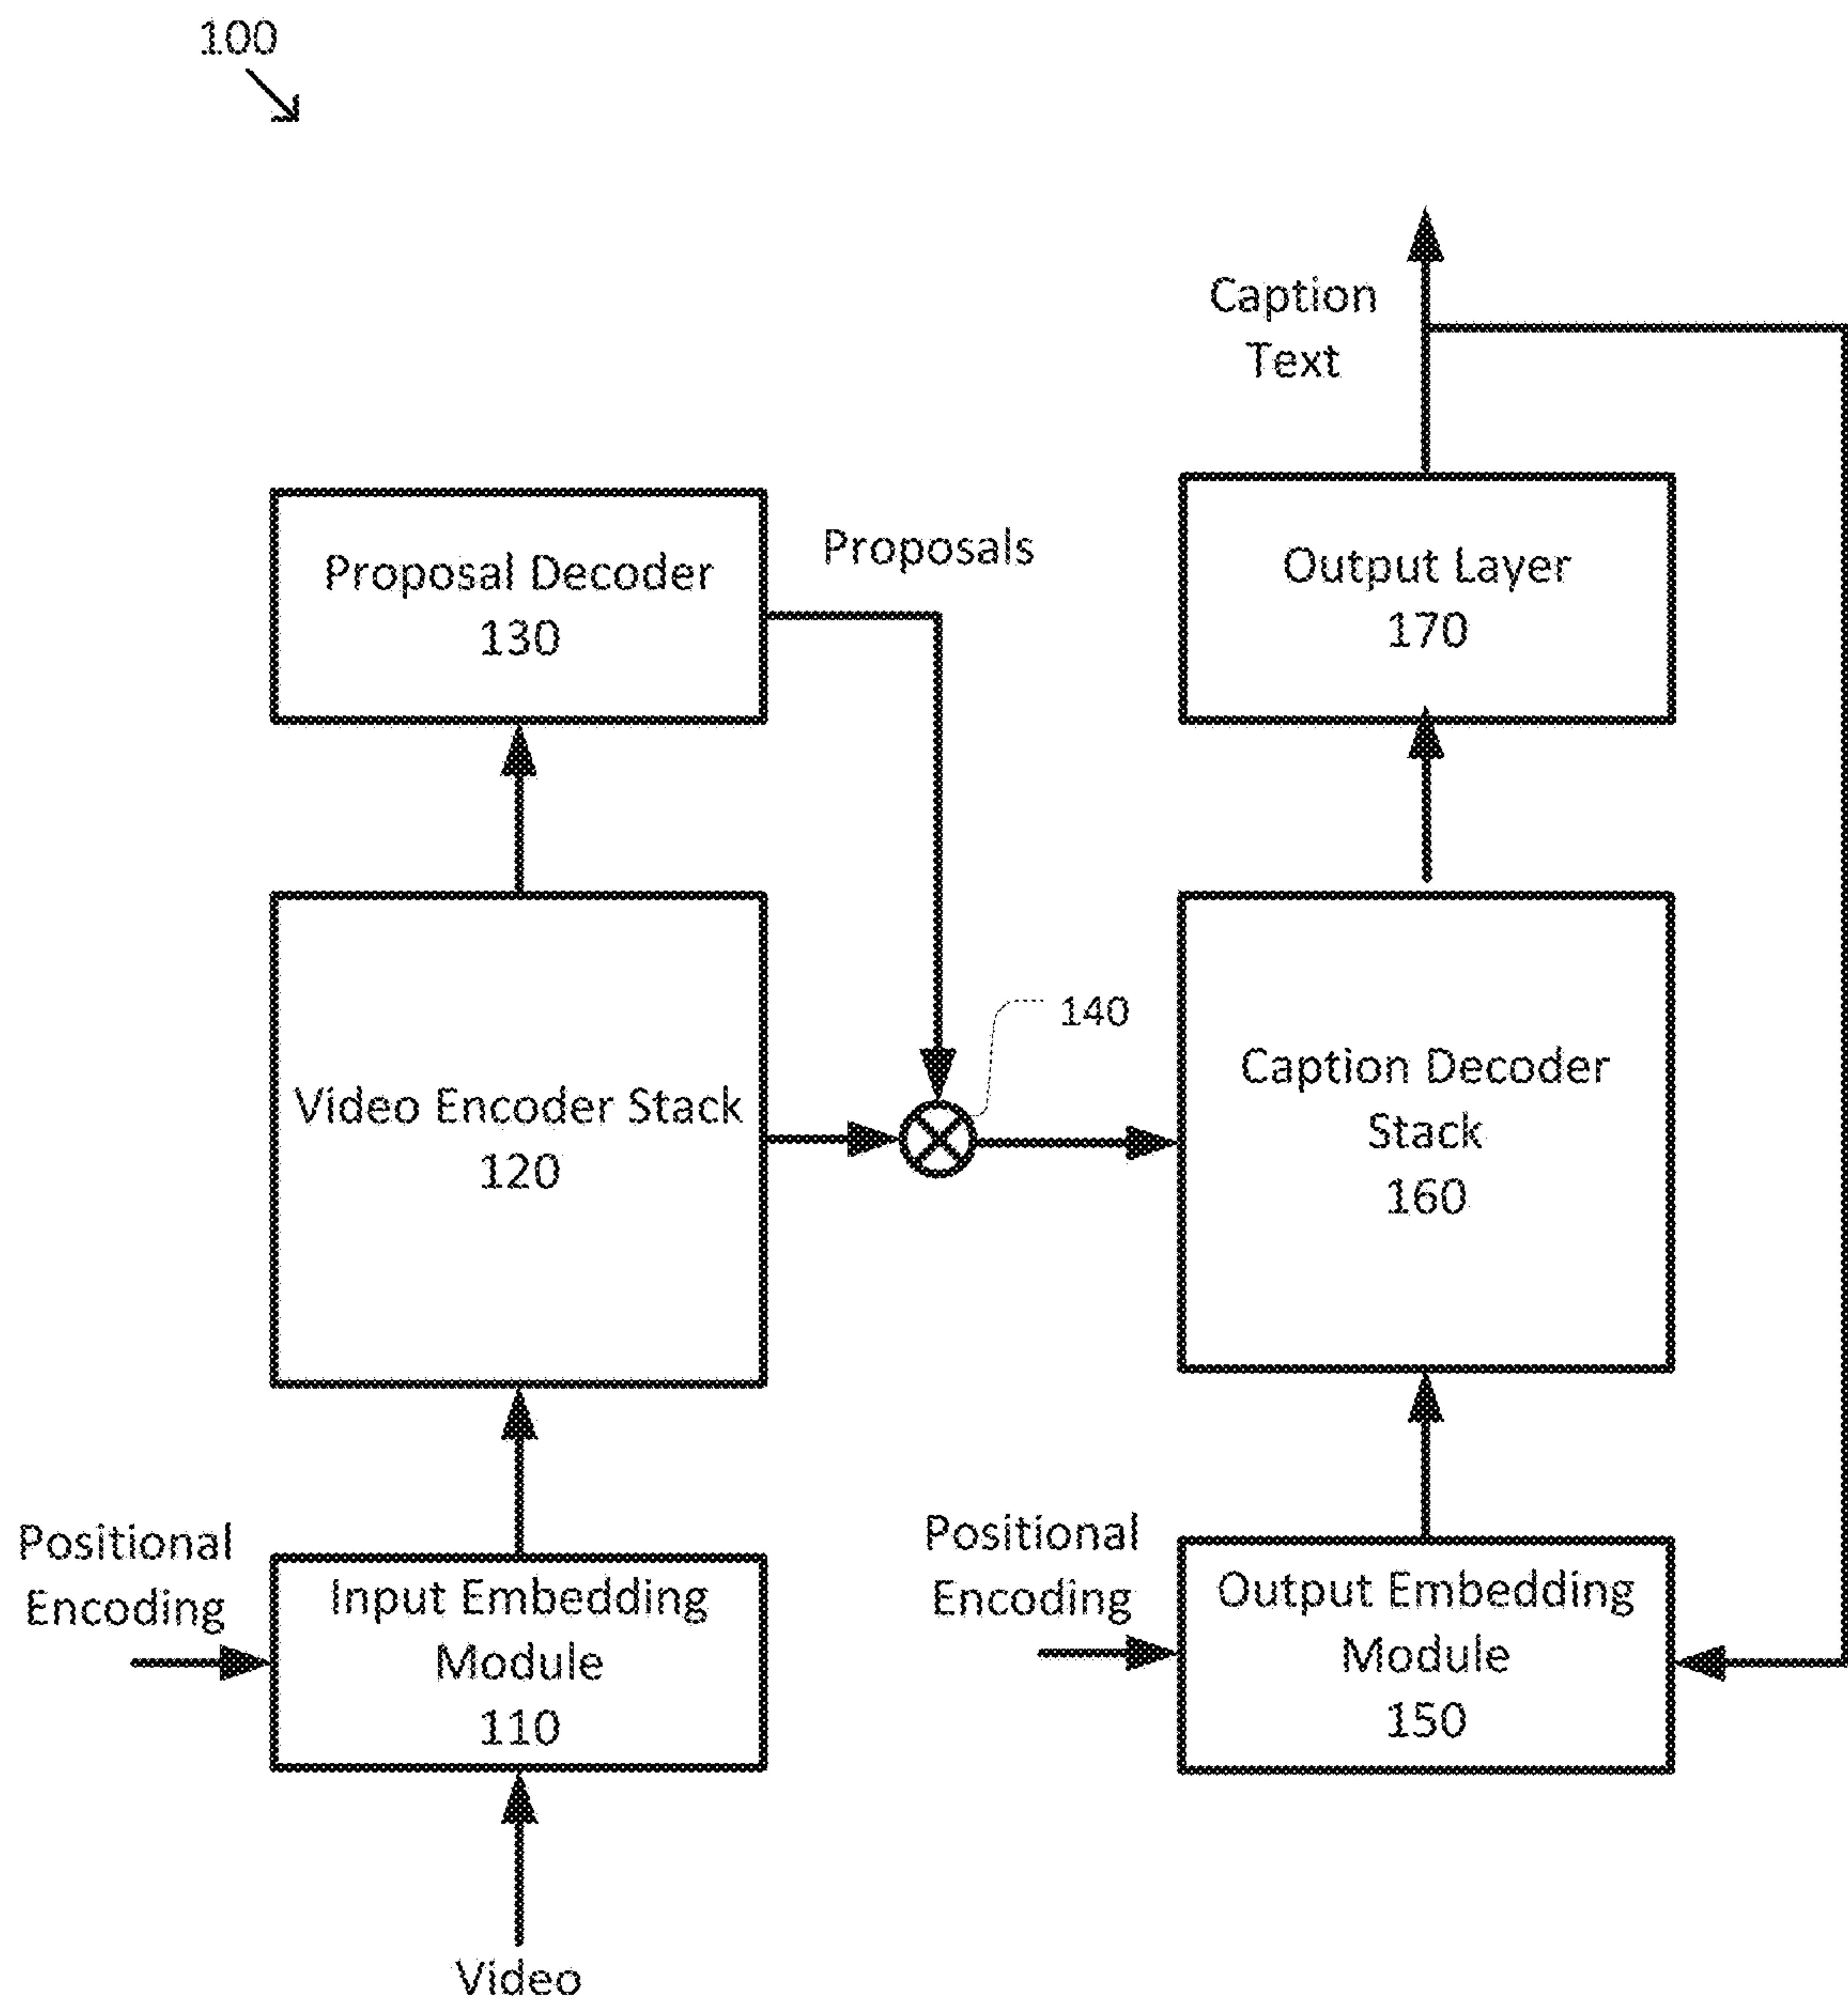 100
Caption
Text
Proposal Decoder
130
Proposals
Output Layer
170
140
Video Encoder Stack
120
Caption Decoder
Stack
160
Positional
Encoding
Input Embedding
Module
110
Positional
Encoding
Output Embedding
Module
150
Video